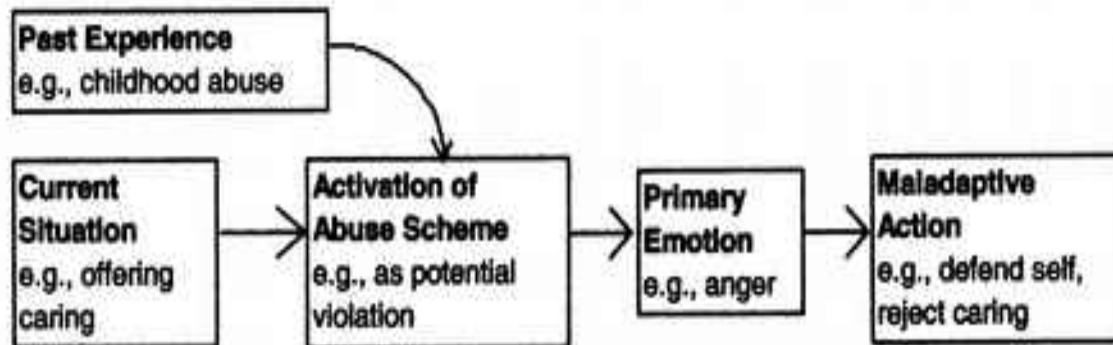 Past Experience
e.g., childhood abuse
Current
Situation
e.g., offering
caring
Activation of
Abuse Scheme
e.g., as potential
violation
Primary
Emotion
e.g., anger
Maladaptive
Action
e.g., defend self,
reject caring